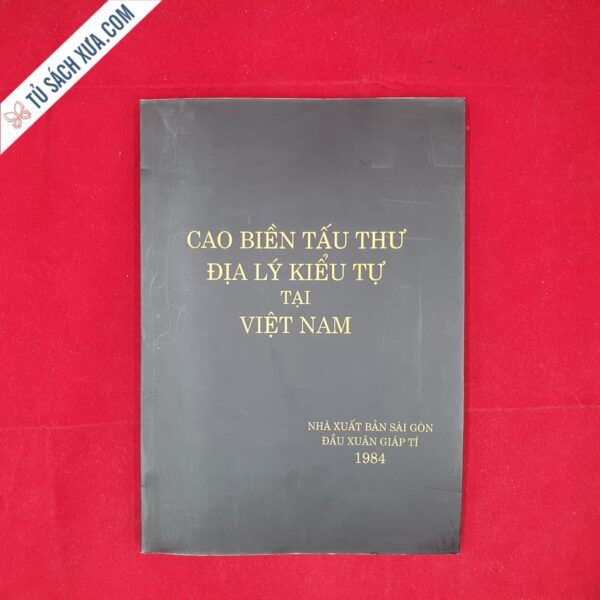 TỦ SÁCH XƯA.COM
CAO BIỀN TẤU THƯ
ĐỊA LÝ KIỂU TỰ
TẠI
VIỆT NAM
NHÀ XUẤT BẢN SÀI GÒN
ĐẦU XUÂN GIÁP TÍ
1984